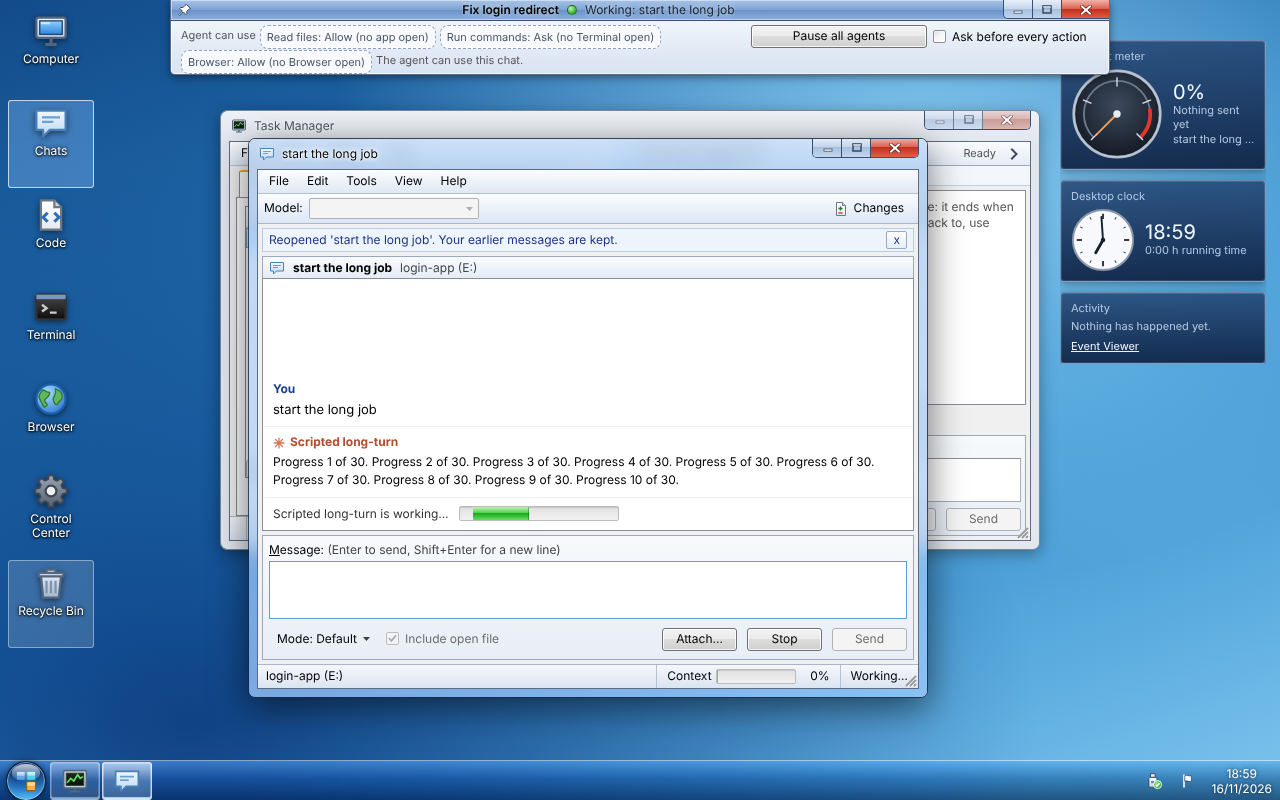 Fix login redirect Working: start the long job
Agent can use Read files: Allow (no app open) Run commands: Ask (no Terminal open)
Browser: Allow (no Browser open) The agent can use this chat.
Pause all agents Ask before every action
Computer
Chats
Code
Terminal
Browser
Control
Center
Recycle Bin
meter
0%
Nothing sent
yet
start the long ...
Desktop clock
18:59
0:00 h running time
Activity
Nothing has happened yet.
Event Viewer
Task Manager
Ready
e: it ends when
ack to, use
Send
start the long job
File Edit Tools View Help
Model: Changes
Reopened 'start the long job'. Your earlier messages are kept. x
start the long job login-app (E:)
You
start the long job
Scripted long-turn
Progress 1 of 30. Progress 2 of 30. Progress 3 of 30. Progress 4 of 30. Progress 5 of 30. Progress 6 of 30.
Progress 7 of 30. Progress 8 of 30. Progress 9 of 30. Progress 10 of 30.
Scripted long-turn is working...
Message: (Enter to send, Shift+Enter for a new line)
Mode: Default Include open file Attach... Stop Send
login-app (E:) Context 0% Working...
18:59
16/11/2026